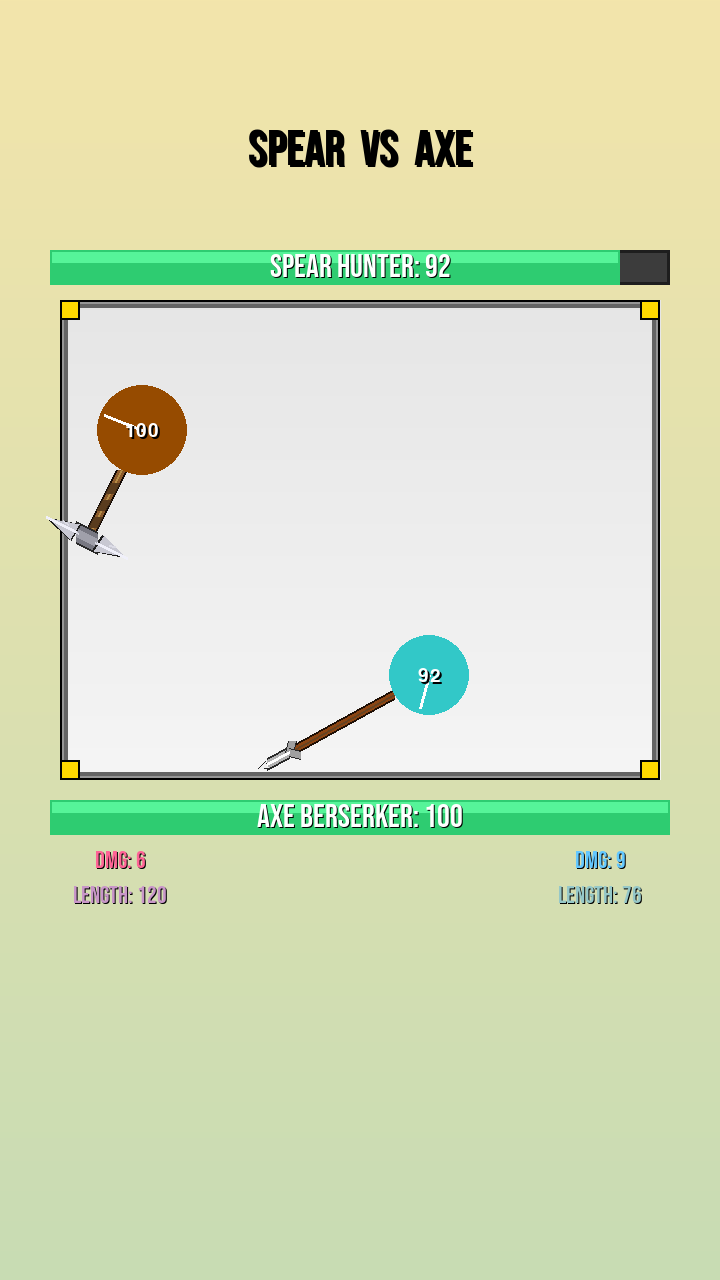 SPEAR VS AXE
SPEAR HUNTER: 92
100
92
AXE BERSERKER: 100
DMG: 6
DMG: 9
LENGTH: 120
LENGTH: 76